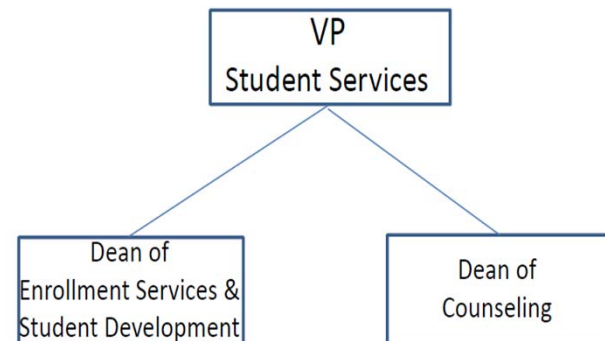 VP
Student Services
Dean of
Enrollment Services &
Student Development
Dean of
Counseling